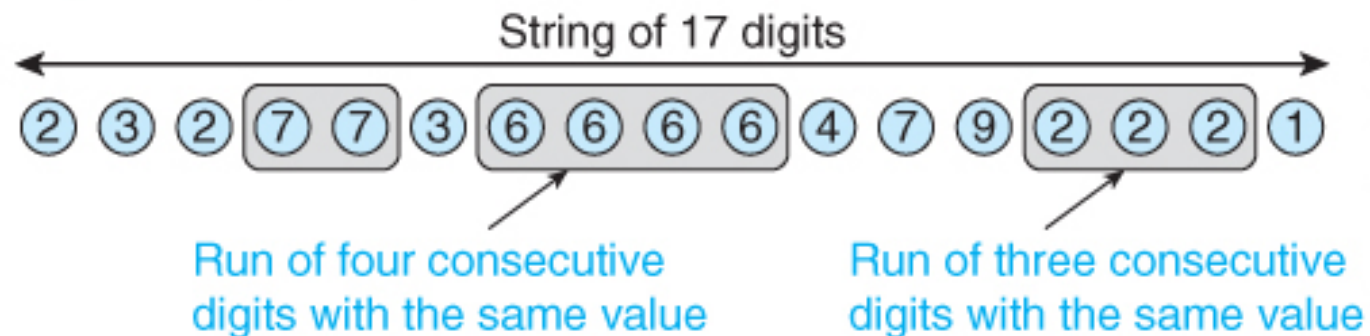 String of 17 digits
2 3 2 7 7 3 6 6 6 6 4 7 9 2 2 2 1
Run of four consecutive
digits with the same value
Run of three consecutive
digits with the same value